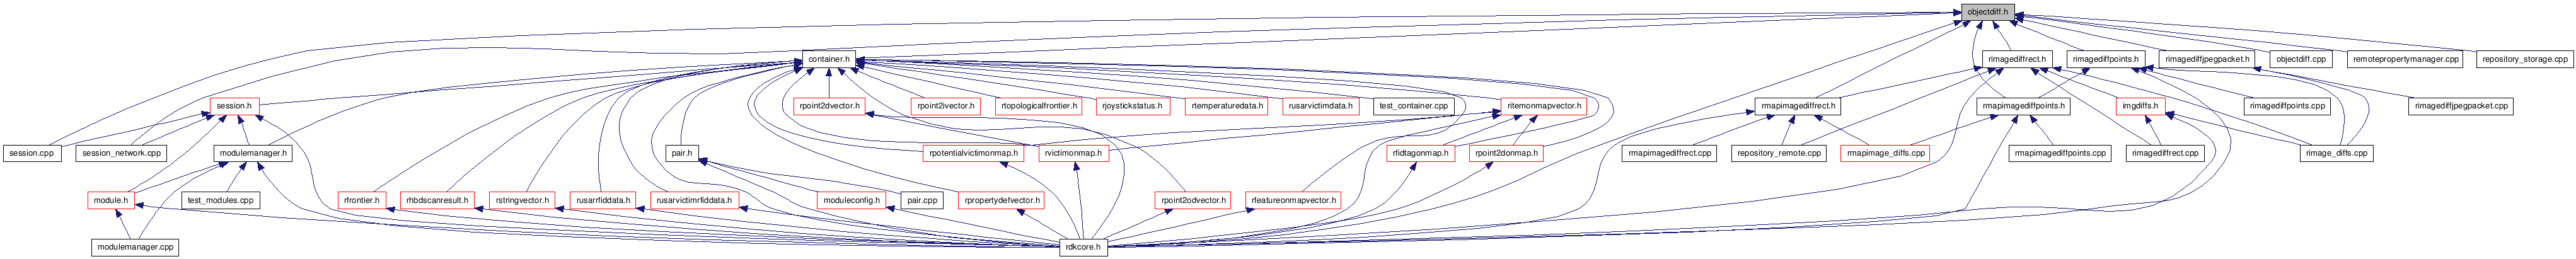 objectdiff.h
container.h
rimagediffrect.h
rimagediffpoints.h
rimagediffjpegpacket.h
objectdiff.cpp
remotepropertymanager.cpp
repository_storage.cpp
session.h
rpoint2dvector.h
rpoint2ivector.h
rtopologicalfrontier.h
rjoystickstatus.h
rtemperaturedata.h
rusarvictimdata.h
test_container.cpp
ritemonmapvector.h
rmapimagediffrect.h
rmapimagediffpoints.h
imgdiffs.h
rimagediffpoints.cpp
rimagediffjpegpacket.cpp
session.cpp
session_network.cpp
modulemanager.h
pair.h
rpotentialvictimonmap.h
rvictimonmap.h
rlidtagonmap.h
rpoint2donmap.h
rmapimagediffrect.cpp
repository_remote.cpp
rmapimage_diffs.cpp
rmapimagediffpoints.cpp
rimagediffrect.cpp
rimage_diffs.cpp
module.h
test_modules.cpp
rfrontier.h
rhbdscanresult.h
rstringvector.h
rusarrfiddata.h
rusarvictimrfiddata.h
moduleconfig.h
pair.cpp
rpropertydefvector.h
rpoint2odvector.h
rfeatureonmapvector.h
modulemanager.cpp
rdkcore.h